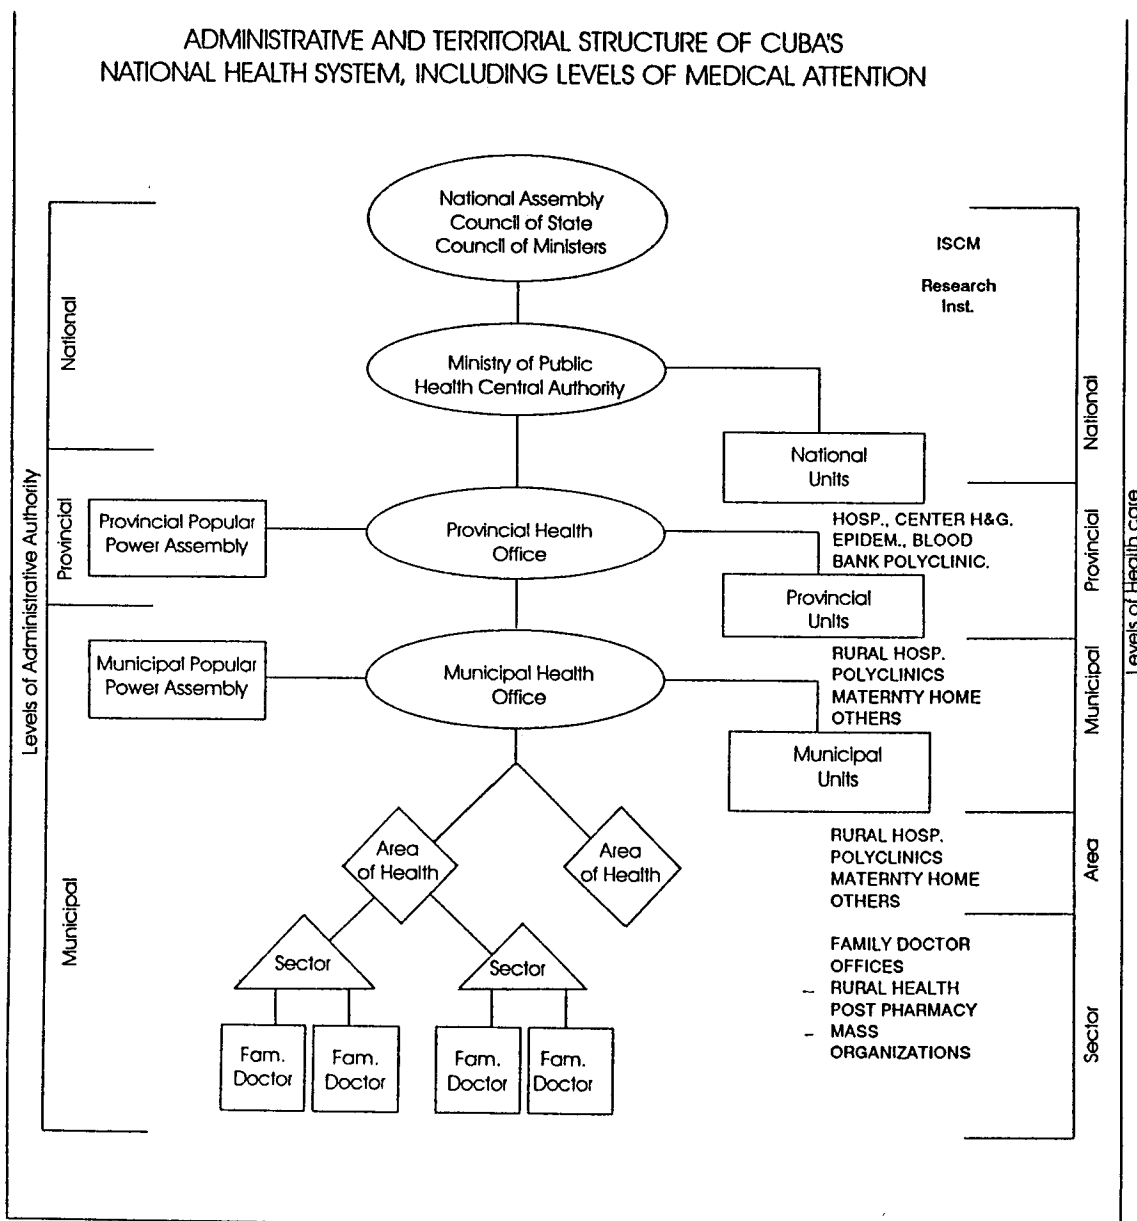 ADMINISTRATIVE AND TERRITORIAL STRUCTURE OF CUBA'S
NATIONAL HEALTH SYSTEM, INCLUDING LEVELS OF MEDICAL ATTENTION
National Assembly
Council of State
Council of Ministers
ISCM
Research
Inst.
National
Ministry of Public
Health Central Authority
National
National
Units
Levels of Administrative Authority
Provincial
Provincial Popular
Power Assembly
Provincial Health
Office
HOSP., CENTER H&G.
EPIDEM., BLOOD
BANK POLYCLINIC.
Provincial
Levels of Health care
Provincial
Units
Municipal Popular
Power Assembly
Municipal Health
Office
RURAL HOSP.
POLYCLINICS
MATERNTY HOME
OTHERS
Municipal
Municipal
Units
Municipal
Area
of Health
Area
of Health
RURAL HOSP.
POLYCLINICS
MATERNTY HOME
OTHERS
Area
Sector
Sector
FAMILY DOCTOR
OFFICES
– RURAL HEALTH
POST PHARMACY
– MASS
ORGANIZATIONS
Sector
Fam.
Doctor
Fam.
Doctor
Fam.
Doctor
Fam.
Doctor